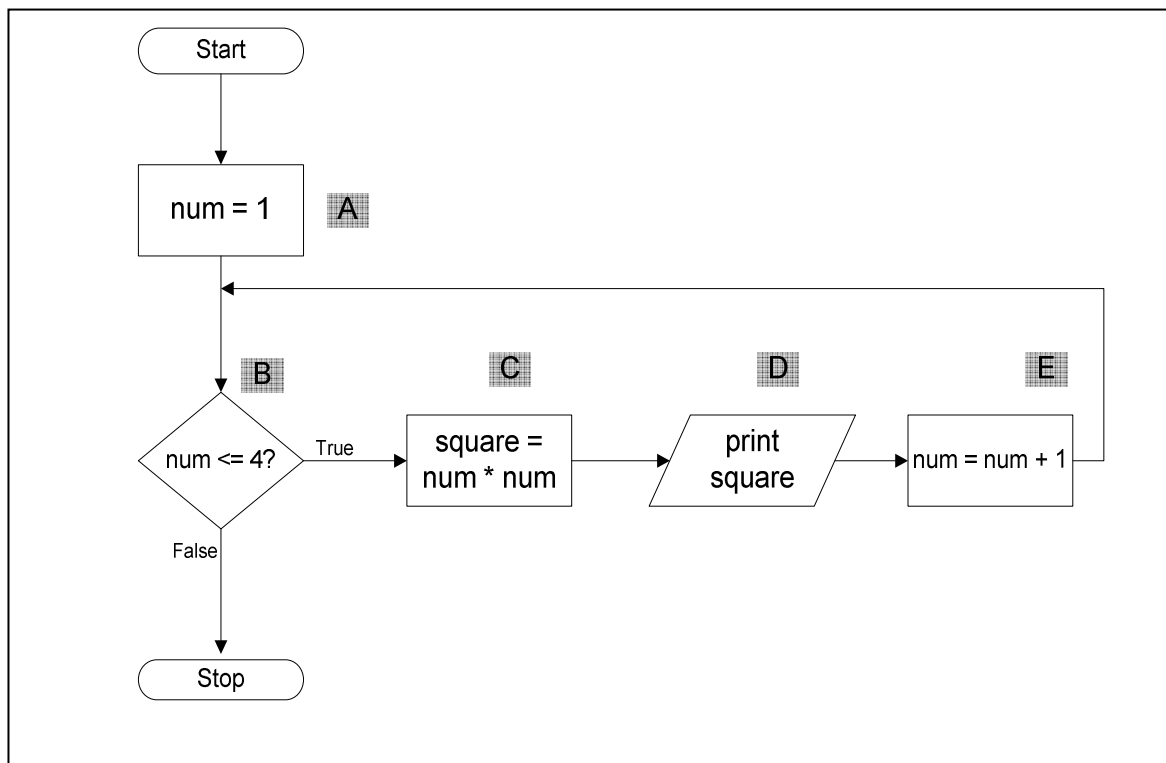 Start
num = 1
A
B
C
D
E
num <= 4?
True
square =
num * num
print
square
num = num + 1
False
Stop